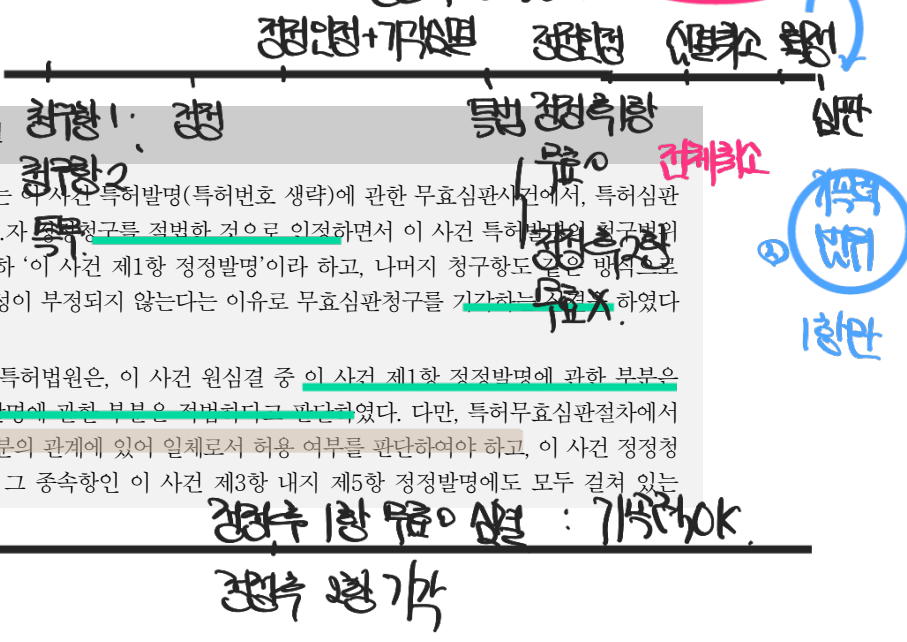 정정인정+기각심결
정정인정
심결취소 확정
청구항 1.
정정
특법
정정후 1항
심판
청구항 2
무효 O
전체취소
기속력
범위
특무.
정정후 2항
무효 X.
1항만
이 사건 특허발명(특허번호 생략)에 관한 무효심판사건에서, 특허심판
정정청구를 적법한 것으로 인정하면서 이 사건 특허발명의 청구범위
하 ‘이 사건 제1항 정정발명’이라 하고, 나머지 청구항도 같은 방식으로
성이 부정되지 않는다는 이유로 무효심판청구를 기각하는 심결을 하였다
특허법원은, 이 사건 원심결 중 이 사건 제1항 정정발명에 관한 부분은
발명에 관한 부분은 적법하다고 판단하였다. 다만, 특허무효심판절차에서
분의 관계에 있어 일체로서 허용 여부를 판단하여야 하고, 이 사건 정정청
그 종속항인 이 사건 제3항 내지 제5항 정정발명에도 모두 걸쳐 있는
정정후 1항 무효 O 심결 : 기속력 OK.
정정후 2항 기각